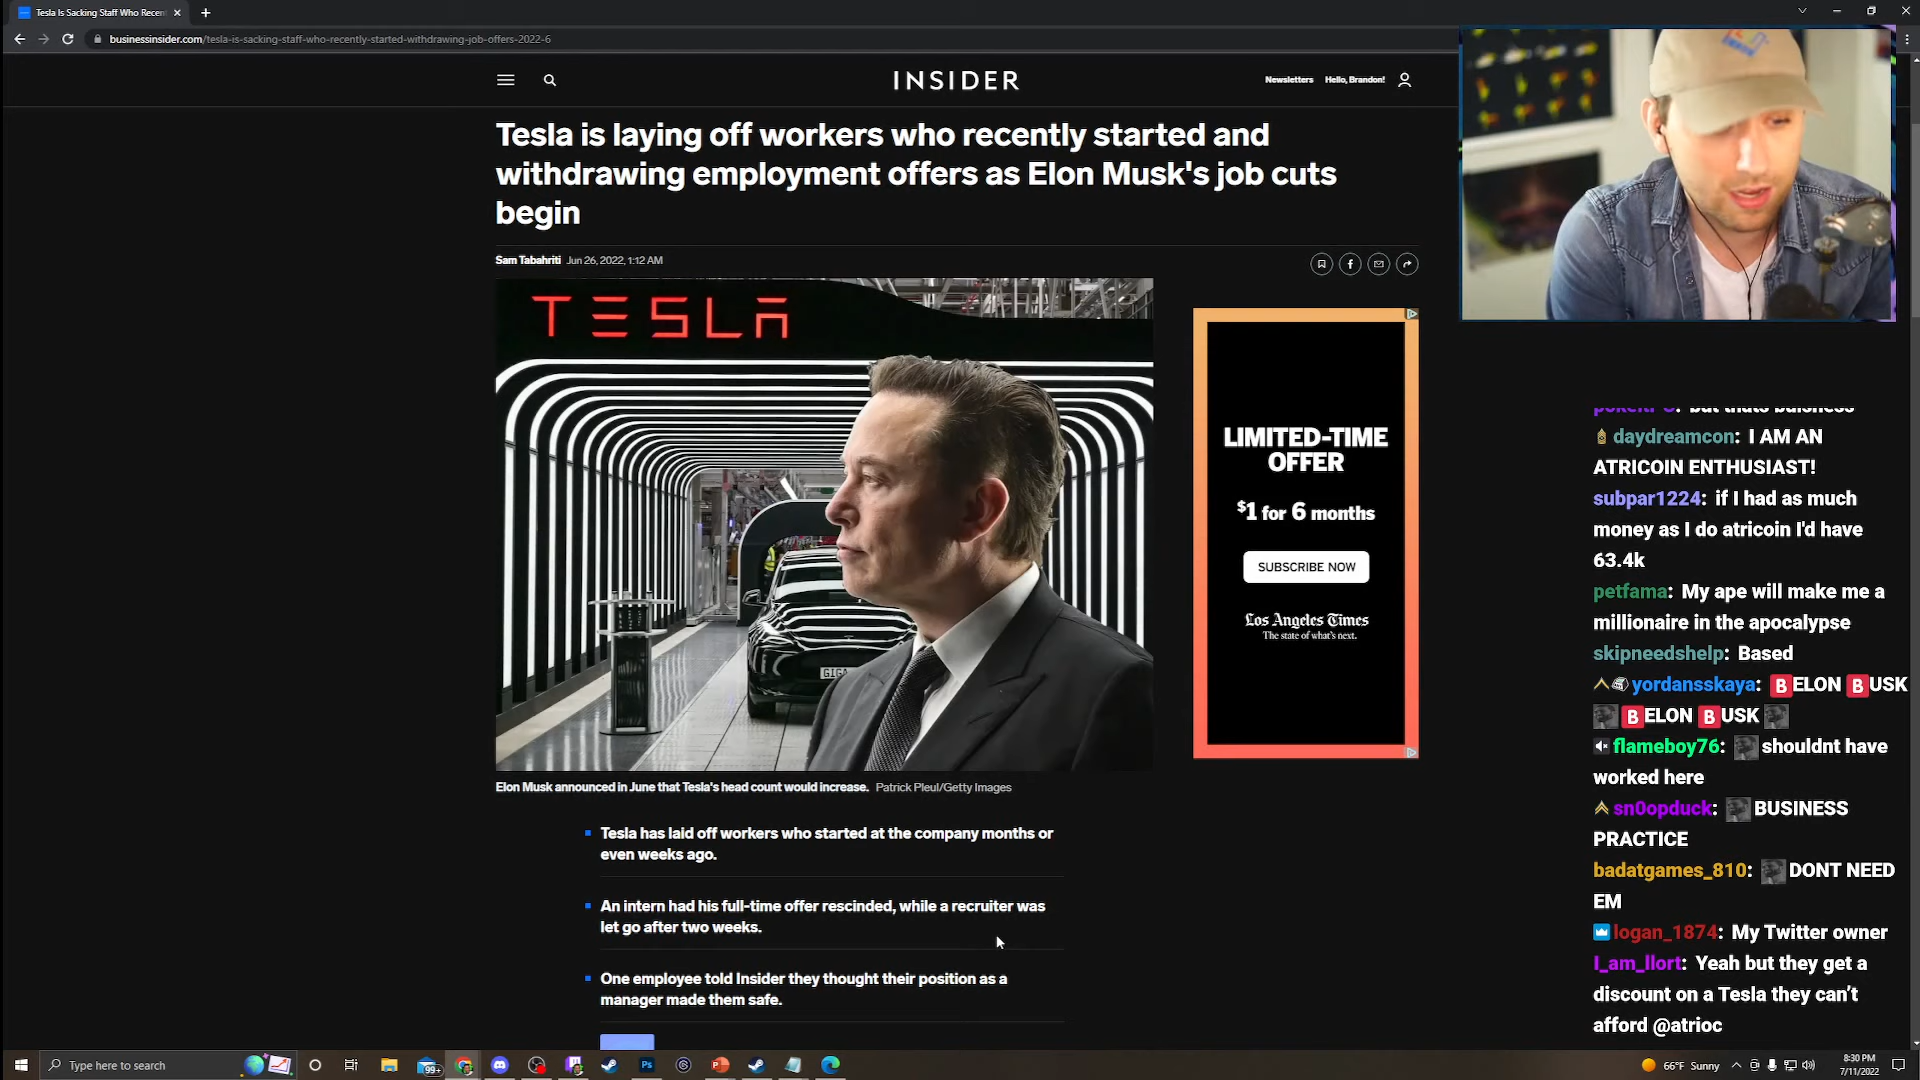 Tesla Is Sacking Staff Who Recen
businessinsider.com/tesla-is-sacking-staff-who-recently-started-withdrawing-job-offers-2022-6
INSIDER
Newsletters Hello, Brandon!
Tesla is laying off workers who recently started and
withdrawing employment offers as Elon Musk's job cuts
begin
Sam Tabahriti Jun 26, 2022, 1:12 AM
TESLA
GIGA
Elon Musk announced in June that Tesla's head count would increase. Patrick Pleul/Getty Images
Tesla has laid off workers who started at the company months or
even weeks ago.
An intern had his full-time offer rescinded, while a recruiter was
let go after two weeks.
One employee told Insider they thought their position as a
manager made them safe.
LIMITED-TIME
OFFER
$1 for 6 months
SUBSCRIBE NOW
Los Angeles Times
The state of what's next.
daydreamcon: I AM AN
ATRICOIN ENTHUSIAST!
subpar1224: if I had as much
money as I do atricoin I'd have
63.4k
petfama: My ape will make me a
millionaire in the apocalypse
skipneedshelp: Based
yordansskaya: BELON BUSK
BELON BUSK
flameboy76: shouldnt have
worked here
sn0opduck: BUSINESS
PRACTICE
badatgames_810: DONT NEED
EM
logan_1874: My Twitter owner
I_am_llort: Yeah but they get a
discount on a Tesla they can't
afford @atrioc
Type here to search
99+
66°F Sunny
8:30 PM
7/11/2022